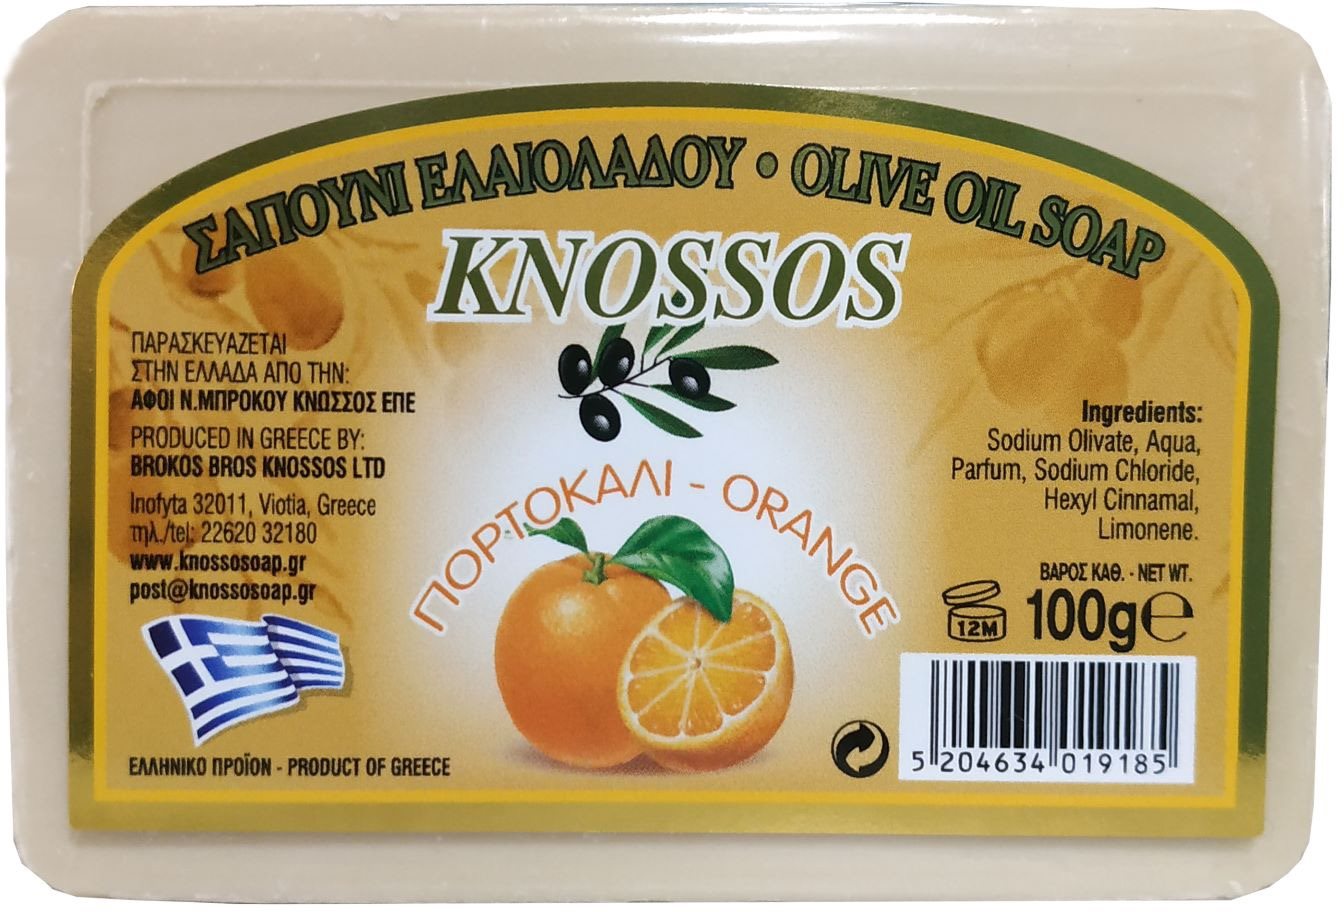 ΣΑΠΟΥΝΙ ΕΛΑΙΟΛΑΔΟΥ • OLIVE OIL SOAP
KNOSSOS
ΠΑΡΑΣΚΕΥΑΖΕΤΑΙ
ΣΤΗΝ ΕΛΛΑΔΑ ΑΠΟ ΤΗΝ:
ΑΦΟΙ Ν.ΜΠΡΟΚΟΥ ΚΝΩΣΣΟΣ ΕΠΕ
PRODUCED IN GREECE BY:
BROKOS BROS KNOSSOS LTD
Inofyta 32011, Viotia, Greece
τηλ./tel: 22620 32180
www.knossosoap.gr
post@knossosoap.gr
ΕΛΛΗΝΙΚΟ ΠΡΟΪΟΝ - PRODUCT OF GREECE
ΠΟΡΤΟΚΑΛΙ - ORANGE
Ingredients:
Sodium Olivate, Aqua,
Parfum, Sodium Chloride,
Hexyl Cinnamal,
Limonene.
ΒΑΡΟΣ ΚΑΘ. - NET WT.
12M
100g℮
5 204634 019185